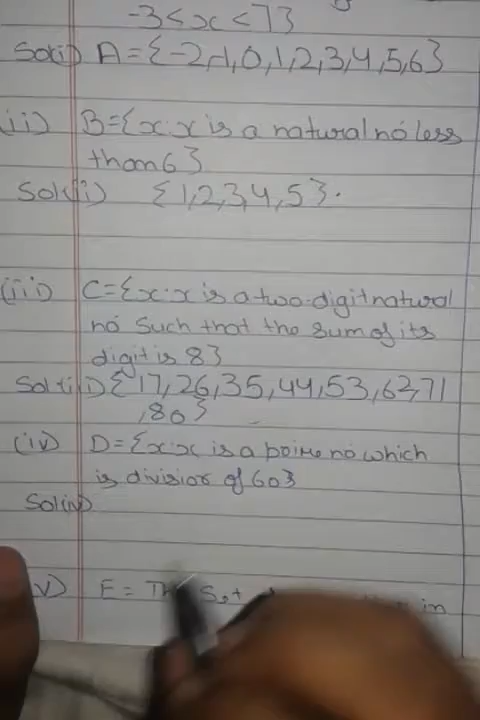 -3<x<7}
Sol(i) A={-2,-1,0,1,2,3,4,5,6}
(ii) B={x:x is a natural no less
than 6}
Sol(ii) {1,2,3,4,5}.
(iii) C={x:x is a two-digit natural
no such that the sum of its
digit is 8}
Sol(iii) {17,26,35,44,53,62,71
,80}
(iv) D={x:x is a prime no which
is divisior of 60}
Sol(iv)
v) E = in